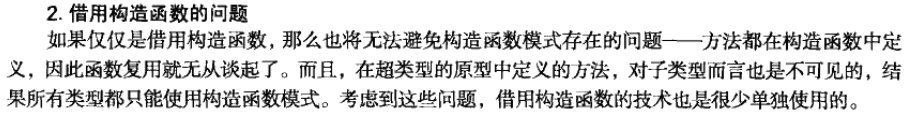 2. 借用构造函数的问题
如果仅仅是借用构造函数，那么也将无法避免构造函数模式存在的问题——方法都在构造函数中定
义，因此函数复用就无从谈起了。而且，在超类型的原型中定义的方法，对子类型而言也是不可见的，结
果所有类型都只能使用构造函数模式。考虑到这些问题，借用构造函数的技术也是很少单独使用的。